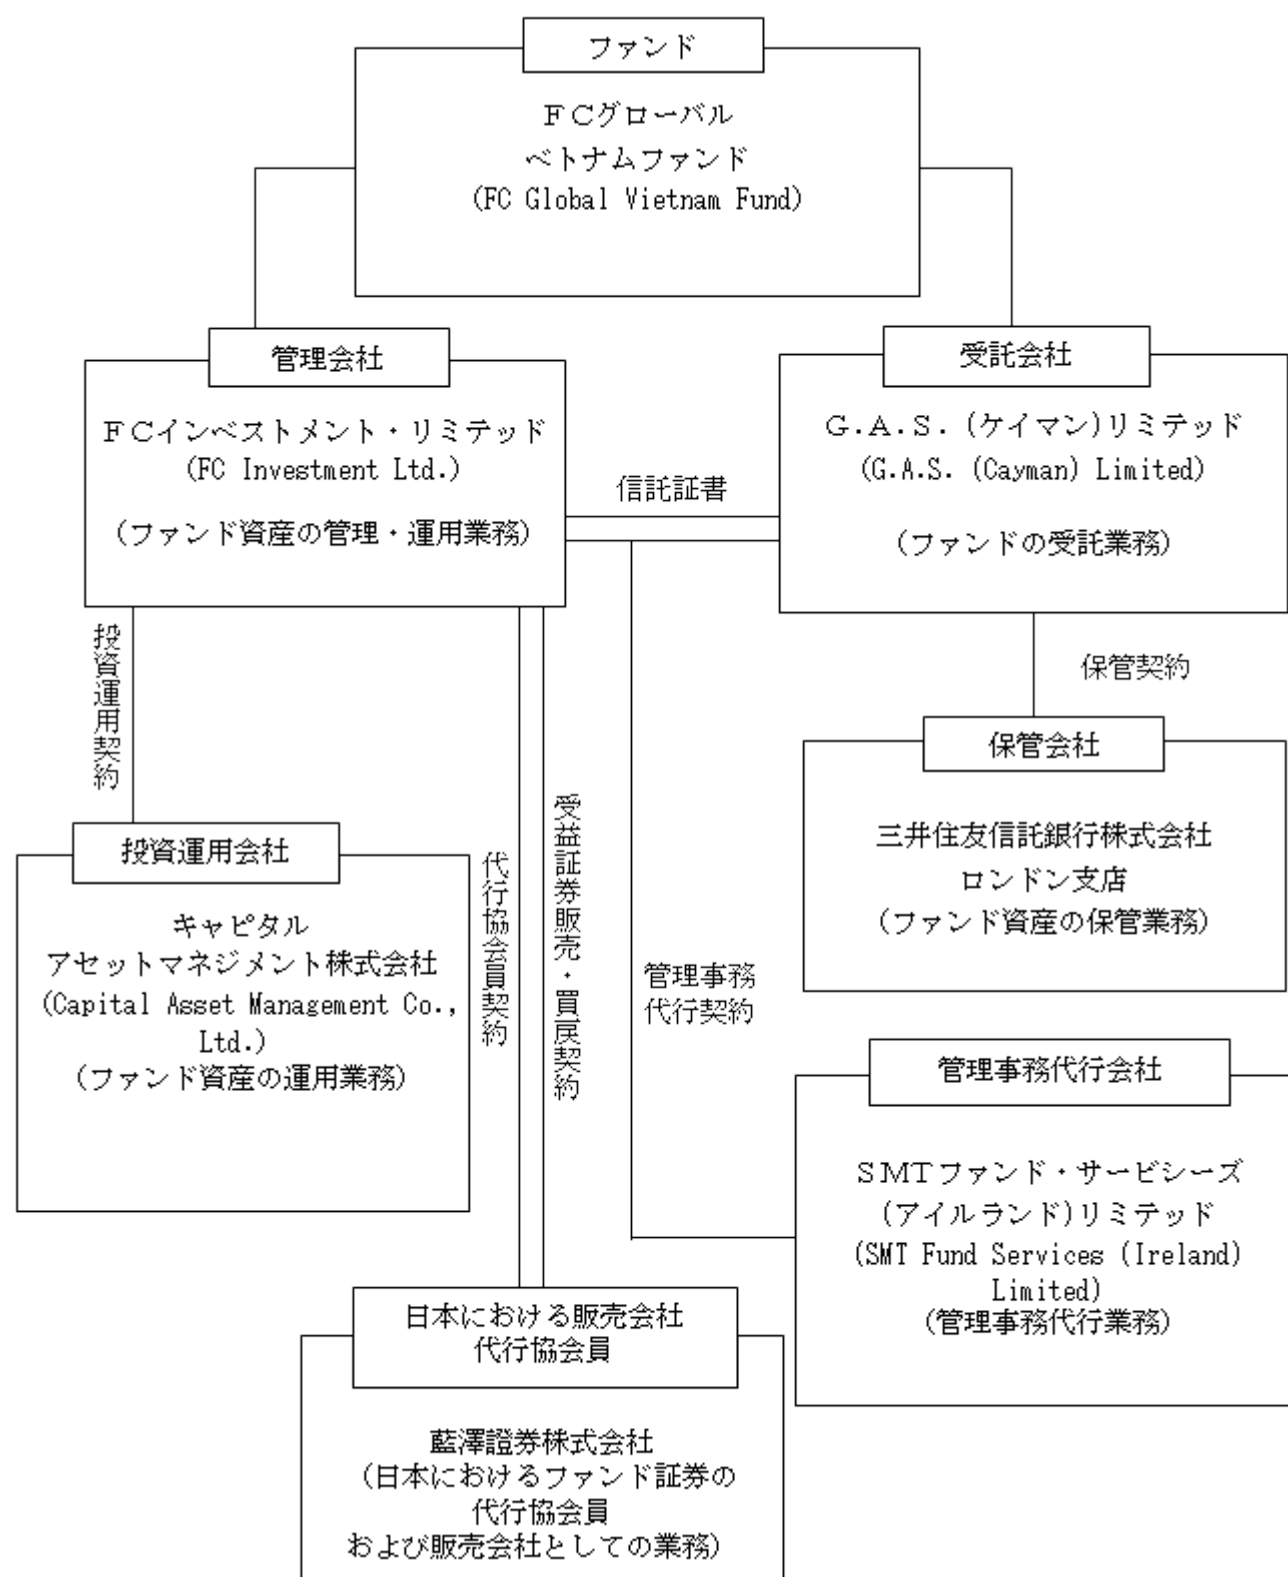 ファンド
ＦＣグローバル
ベトナムファンド
(FC Global Vietnam Fund)
管理会社
ＦＣインベストメント・リミテッド
(FC Investment Ltd.)
(ファンド資産の管理・運用業務)
受託会社
Ｇ.Ａ.Ｓ. (ケイマン)リミテッド
(G.A.S. (Cayman) Limited)
(ファンドの受託業務)
信託証書
投資運用契約
保管契約
保管会社
三井住友信託銀行株式会社
ロンドン支店
(ファンド資産の保管業務)
投資運用会社
キャピタル
アセットマネジメント株式会社
(Capital Asset Management Co.,
Ltd.)
(ファンド資産の運用業務)
代行協会員契約
受益証券販売・買戻契約
管理事務
代行契約
管理事務代行会社
ＳＭＴファンド・サービシーズ
(アイルランド)リミテッド
(SMT Fund Services (Ireland)
Limited)
(管理事務代行業務)
日本における販売会社
代行協会員
藍澤證券株式会社
(日本におけるファンド証券の
代行協会員
および販売会社としての業務)